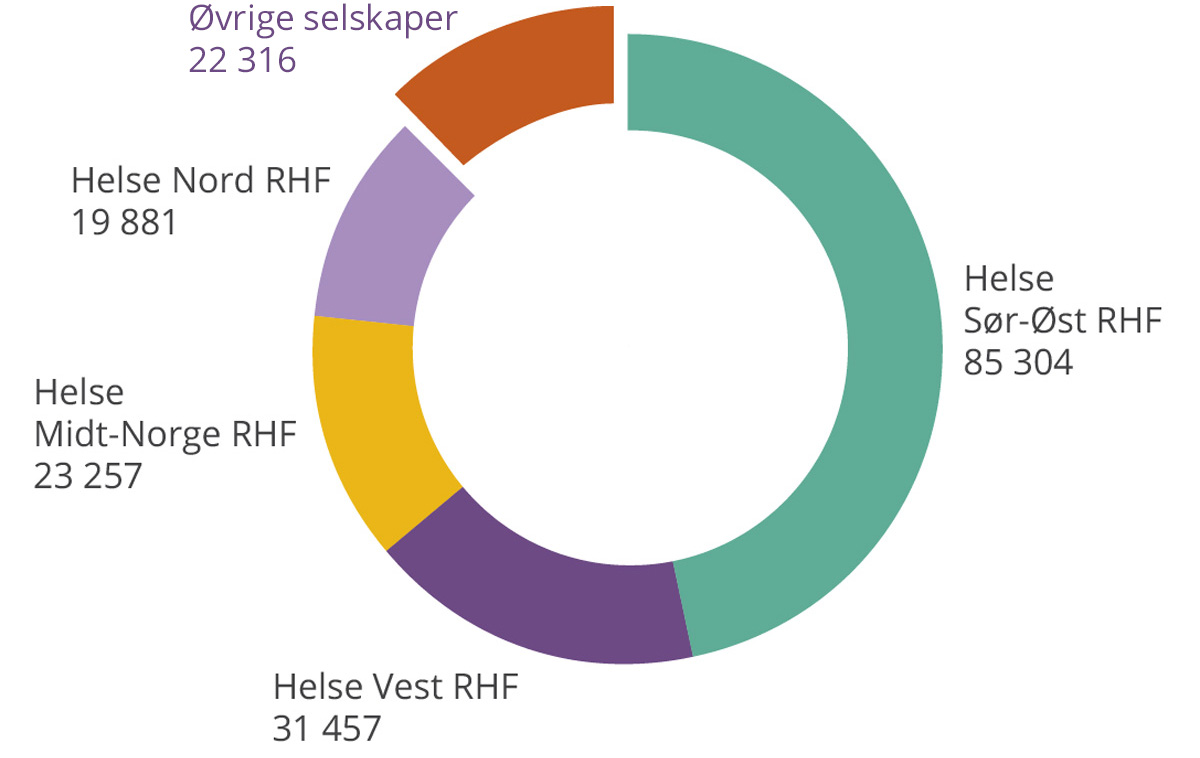 Øvrige selskaper
22 316
Helse Nord RHF
19 881
Helse
Sør-Øst RHF
85 304
Helse
Midt-Norge RHF
23 257
Helse Vest RHF
31 457